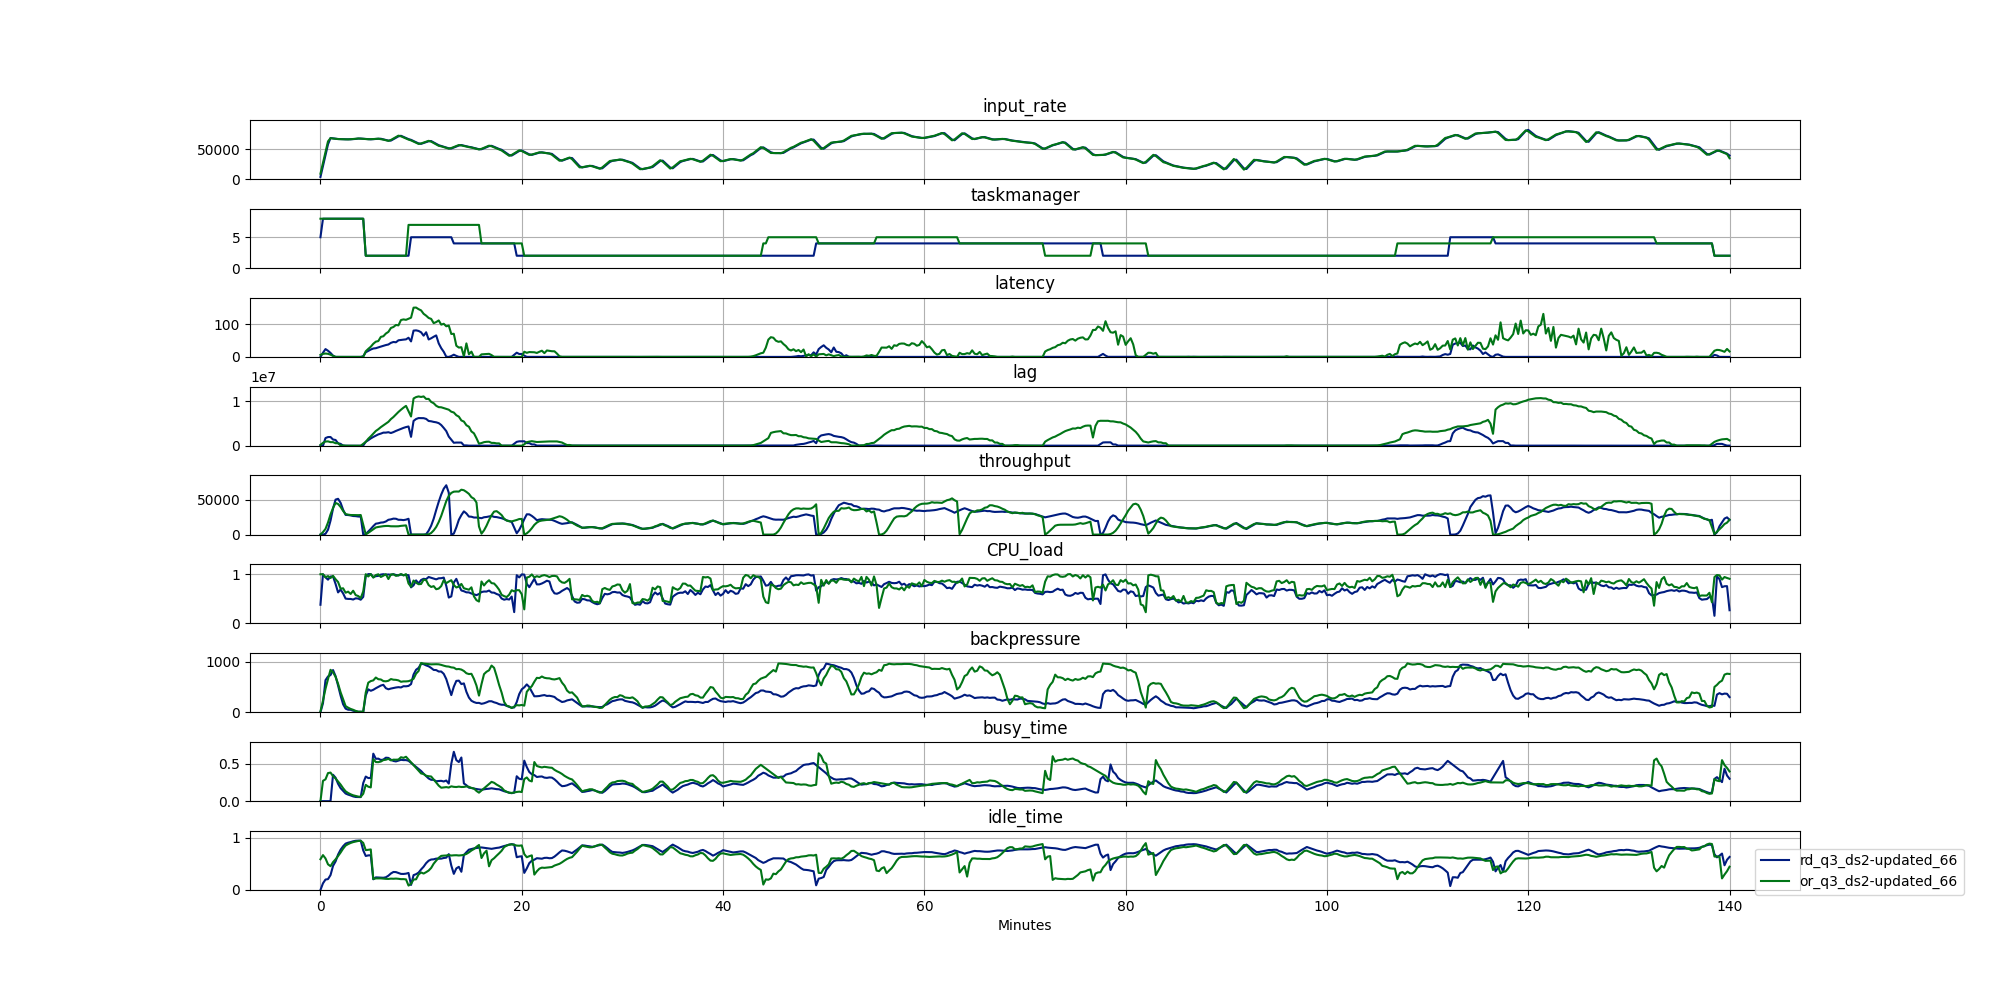 input_rate
50000
0
taskmanager
5
0
latency
100
0
1e7
lag
1
0
throughput
50000
0
CPU_load
1
0
backpressure
1000
0
busy_time
0.5
0.0
idle_time
1
0
rd_q3_ds2-updated_66
or_q3_ds2-updated_66
0 20 40 60 80 100 120 140
Minutes